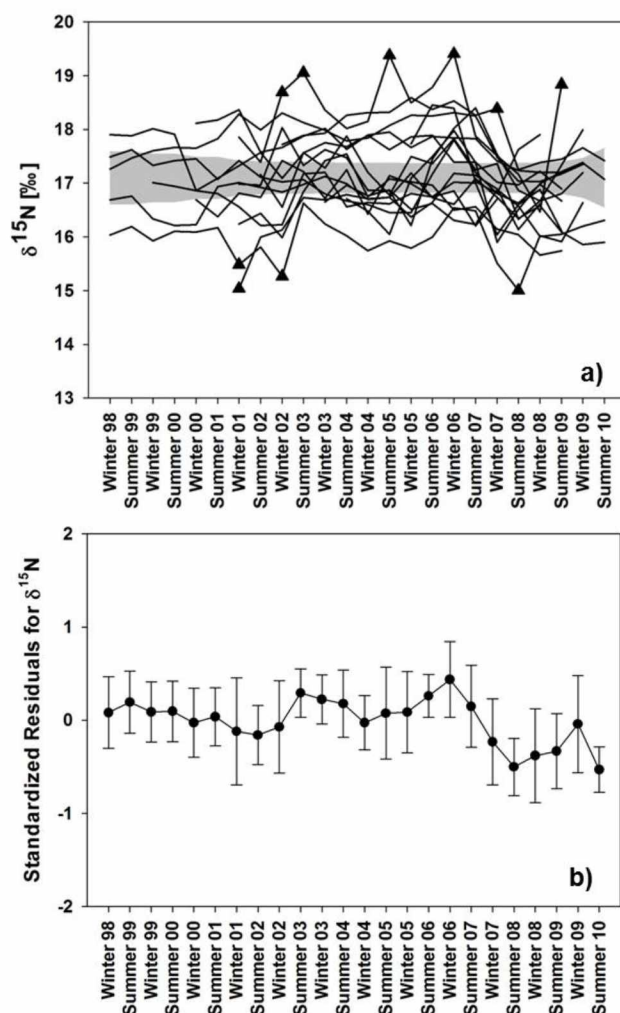 20
19
18
17
16
15
14
13
δ¹⁵N [‰]
a)
Winter 98
Summer 99
Winter 99
Summer 00
Winter 00
Summer 01
Winter 01
Summer 02
Winter 02
Summer 03
Winter 03
Summer 04
Winter 04
Summer 05
Winter 05
Summer 06
Winter 06
Summer 07
Winter 07
Summer 08
Winter 08
Summer 09
Winter 09
Summer 10
2
1
0
-1
-2
Standardized Residuals for δ¹⁵N
b)
Winter 98
Summer 99
Winter 99
Summer 00
Winter 00
Summer 01
Winter 01
Summer 02
Winter 02
Summer 03
Winter 03
Summer 04
Winter 04
Summer 05
Winter 05
Summer 06
Winter 06
Summer 07
Winter 07
Summer 08
Winter 08
Summer 09
Winter 09
Summer 10